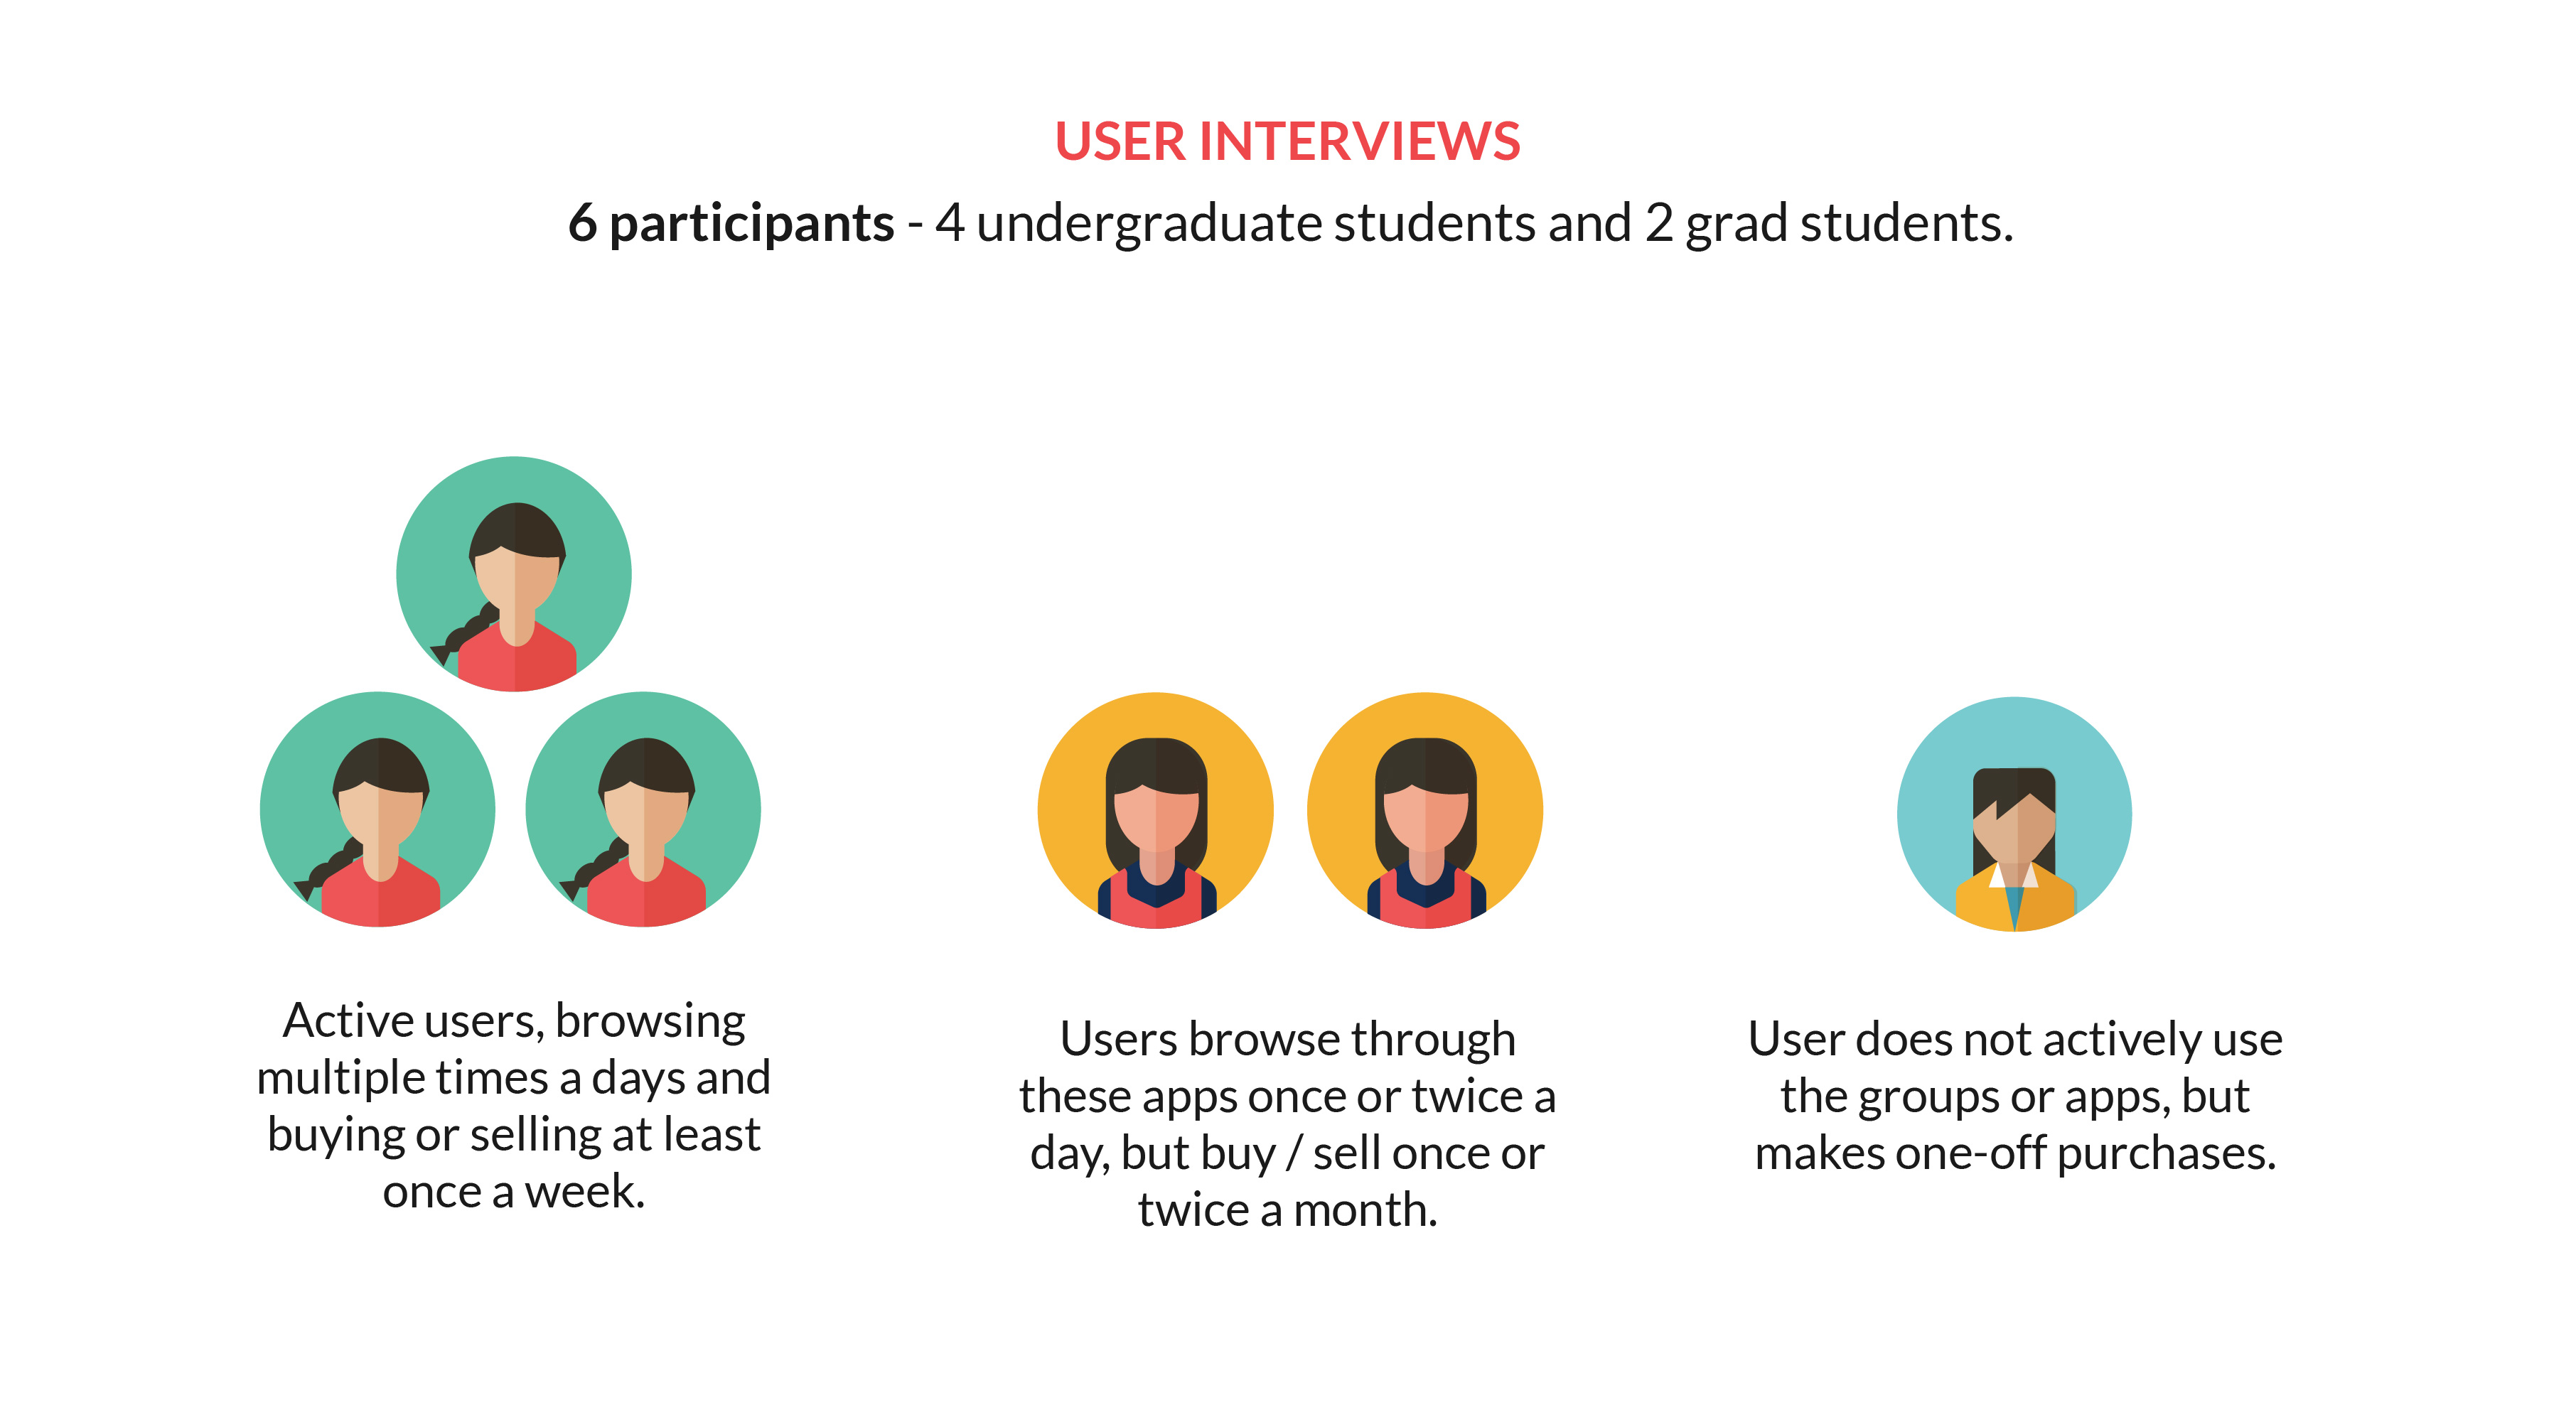 USER INTERVIEWS
6 participants - 4 undergraduate students and 2 grad students.
Active users, browsing
multiple times a days and
buying or selling at least
once a week.
Users browse through
these apps once or twice a
day, but buy / sell once or
twice a month.
User does not actively use
the groups or apps, but
makes one-off purchases.